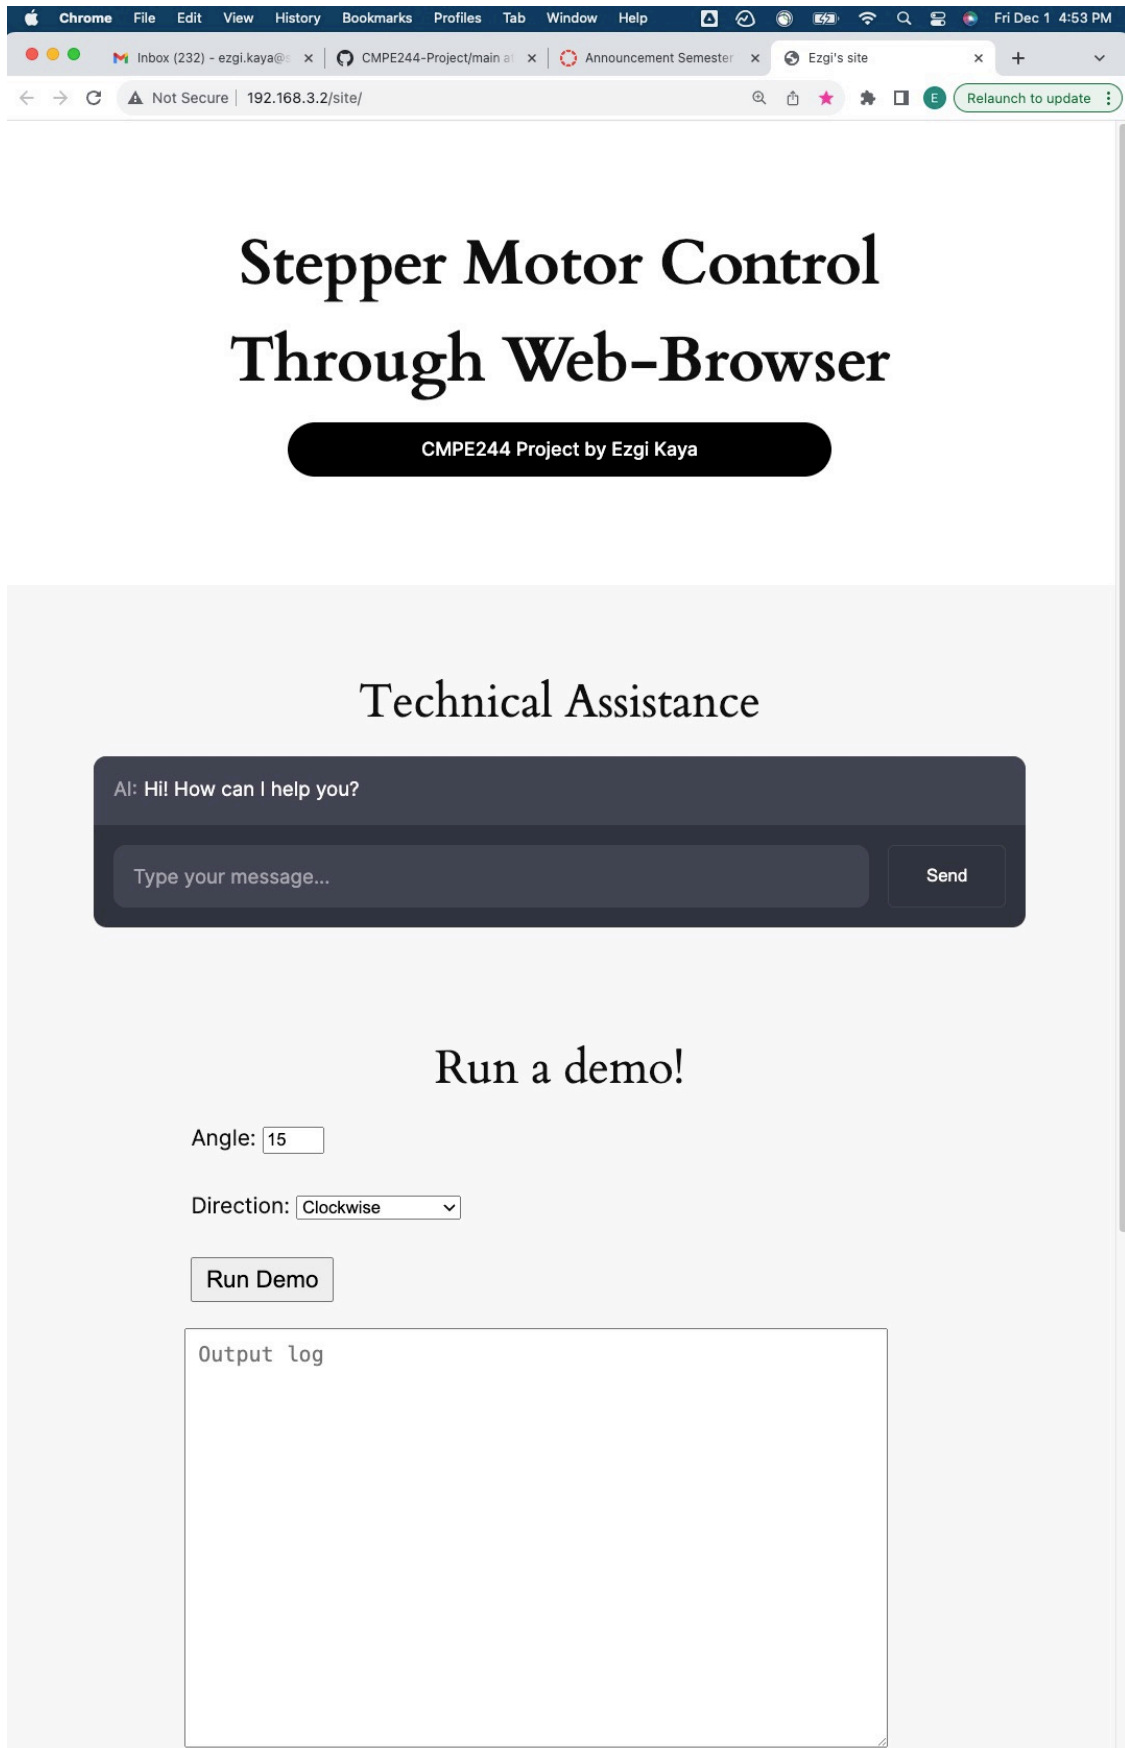 Chrome File Edit View History Bookmarks Profiles Tab Window Help Fri Dec 1 4:53 PM
Inbox (232) - ezgi.kaya@s CMPE244-Project/main at Announcement Semester Ezgi's site
Not Secure 192.168.3.2/site/ E Relaunch to update
Stepper Motor Control
Through Web-Browser
CMPE244 Project by Ezgi Kaya
Technical Assistance
AI: Hi! How can I help you?
Type your message... Send
Run a demo!
Angle: 15
Direction: Clockwise
Run Demo
Output log